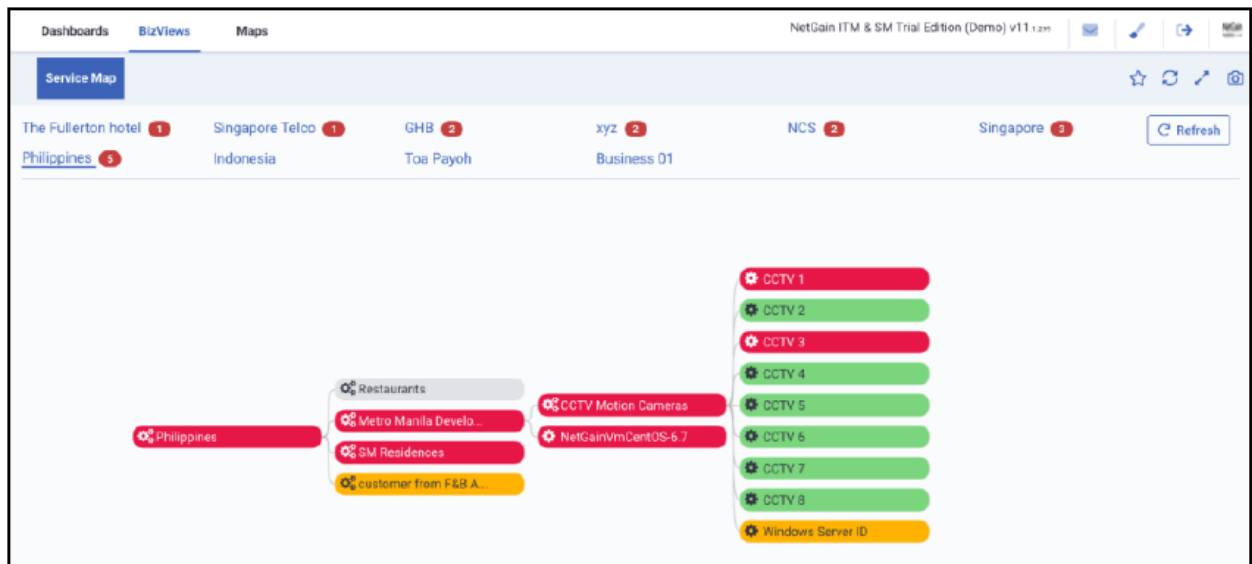 Dashboards BizViews Maps NetGain ITM & SM Trial Edition (Demo) v11
Service Map
The Fullerton hotel 1 Singapore Telco 1 GHB 2 xyz 2 NCS 2 Singapore 3 Refresh
Philippines 5 Indonesia Toa Payoh Business 01
CCTV 1
CCTV 2
CCTV 3
CCTV 4
Restaurants
CCTV Motion Cameras CCTV 5
Metro Manila Develo...
Philippines NetGainVmCentOS-6.7 CCTV 6
SM Residences
CCTV 7
customer from F&B A...
CCTV 8
Windows Server ID